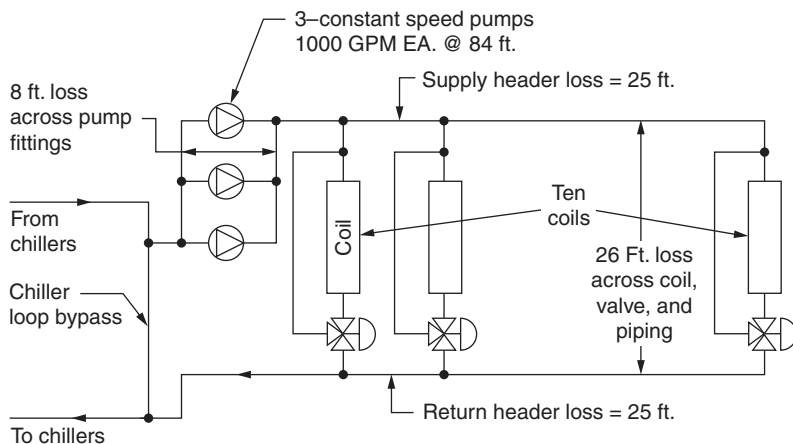 3–constant speed pumps
1000 GPM EA. @ 84 ft.
8 ft. loss
across pump
fittings
Supply header loss = 25 ft.
From
chillers
Coil
Ten
coils
26 Ft. loss
across coil,
valve, and
piping
Chiller
loop bypass
To chillers
Return header loss = 25 ft.